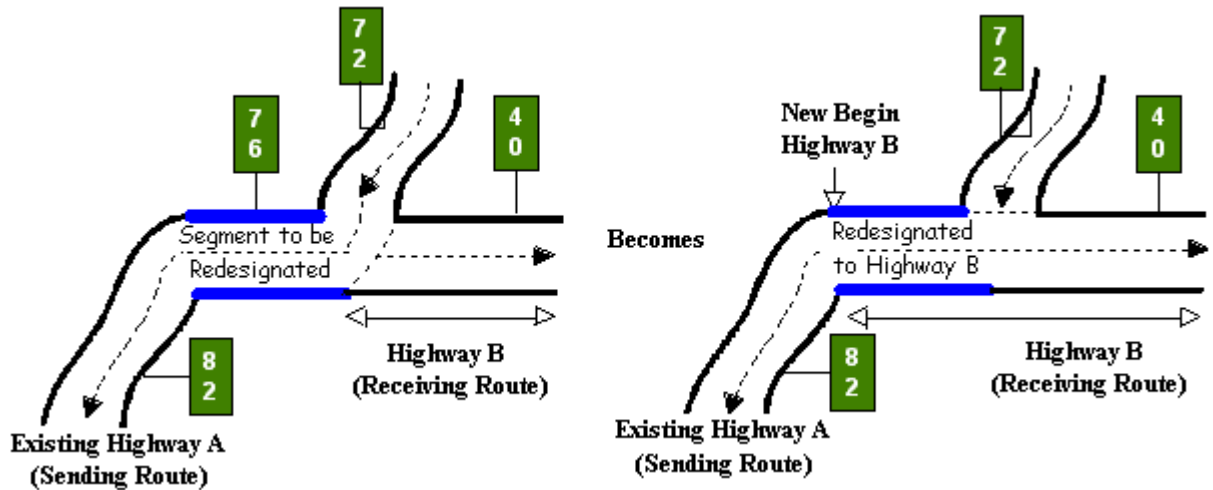 7
2
7
6
4
0
Segment to be
Redesignated
Highway B
(Receiving Route)
8
2
Existing Highway A
(Sending Route)
Becomes
7
2
New Begin
Highway B
4
0
Redesignated
to Highway B
Highway B
(Receiving Route)
8
2
Existing Highway A
(Sending Route)